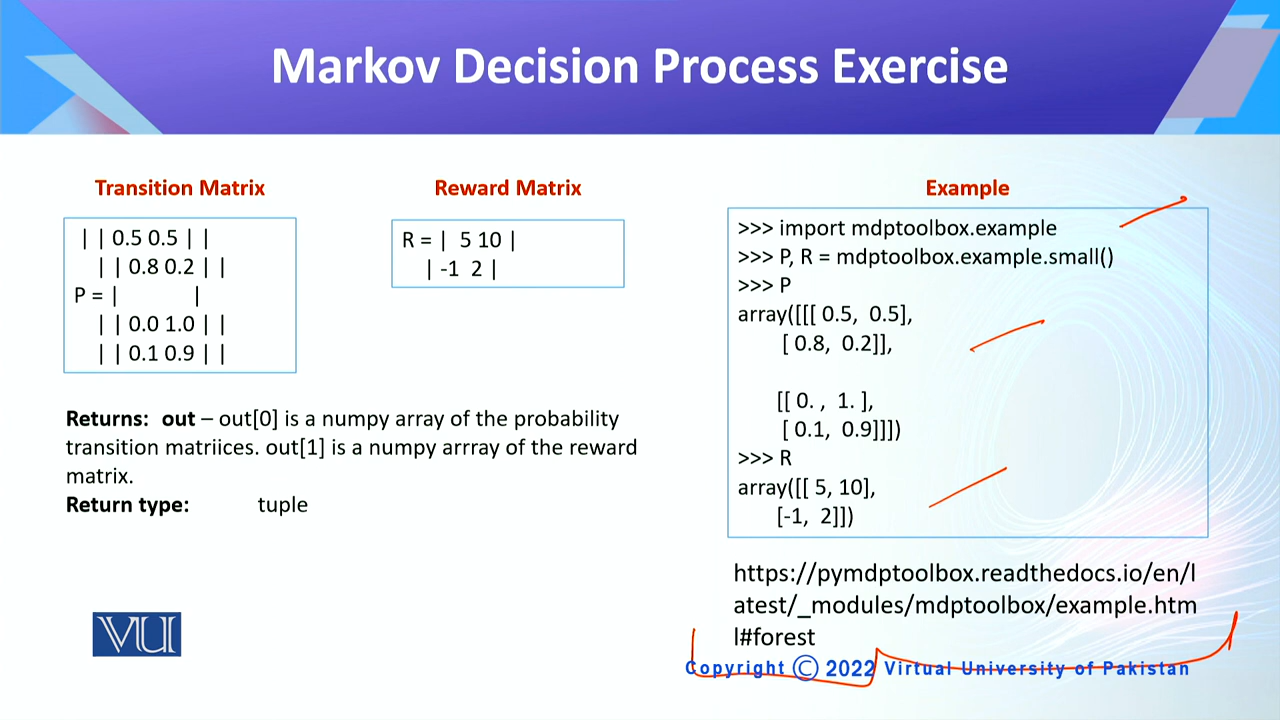 Markov Decision Process Exercise
Transition Matrix
| | 0.5 0.5 | |
| | 0.8 0.2 | |
P = | |
| | 0.0 1.0 | |
| | 0.1 0.9 | |
Reward Matrix
R = | 5 10 |
| -1 2 |
Returns: out – out[0] is a numpy array of the probability
transition matriices. out[1] is a numpy arrray of the reward
matrix.
Return type: tuple
Example
>>> import mdptoolbox.example
>>> P, R = mdptoolbox.example.small()
>>> P
array([[[ 0.5, 0.5],
[ 0.8, 0.2]],
[[ 0. , 1. ],
[ 0.1, 0.9]]])
>>> R
array([[ 5, 10],
[-1, 2]])
https://pymdptoolbox.readthedocs.io/en/l
atest/_modules/mdptoolbox/example.htm
l#forest
VU
Copyright © 2022 Virtual University of Pakistan